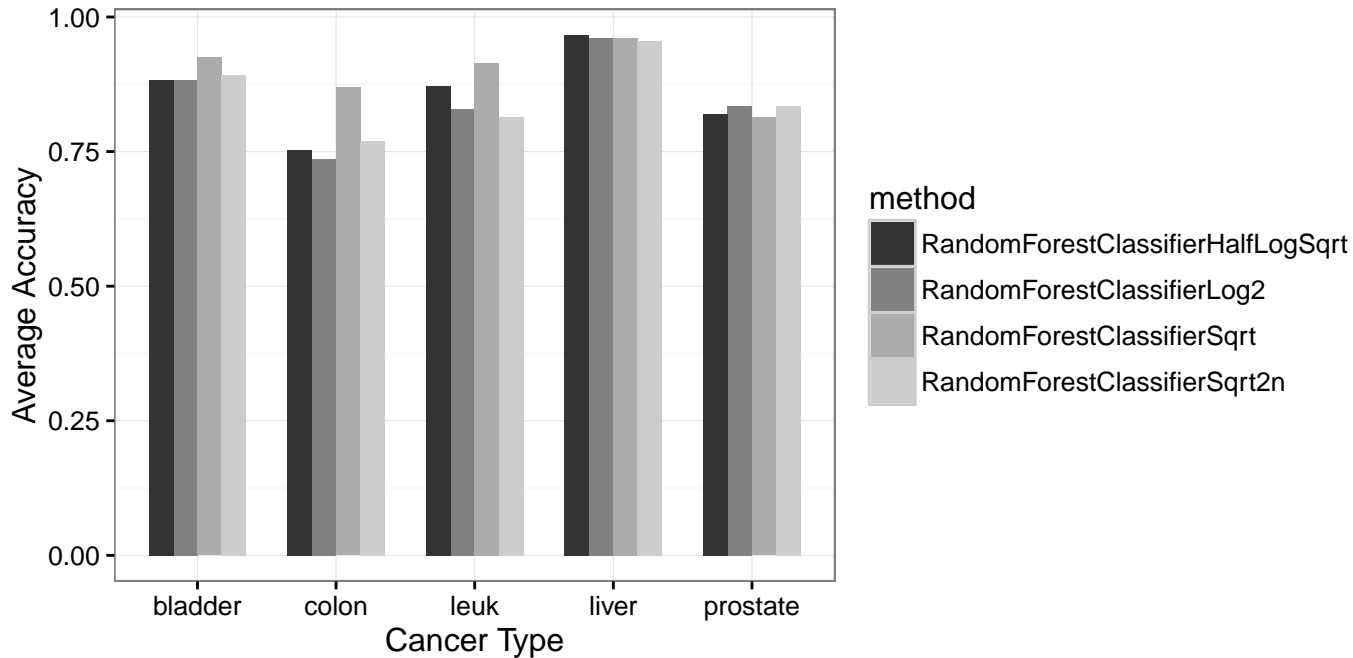 1.00
0.75
0.50
0.25
0.00
Average Accuracy
bladder
colon
leuk
liver
prostate
Cancer Type
method
RandomForestClassifierHalfLogSqrt
RandomForestClassifierLog2
RandomForestClassifierSqrt
RandomForestClassifierSqrt2n